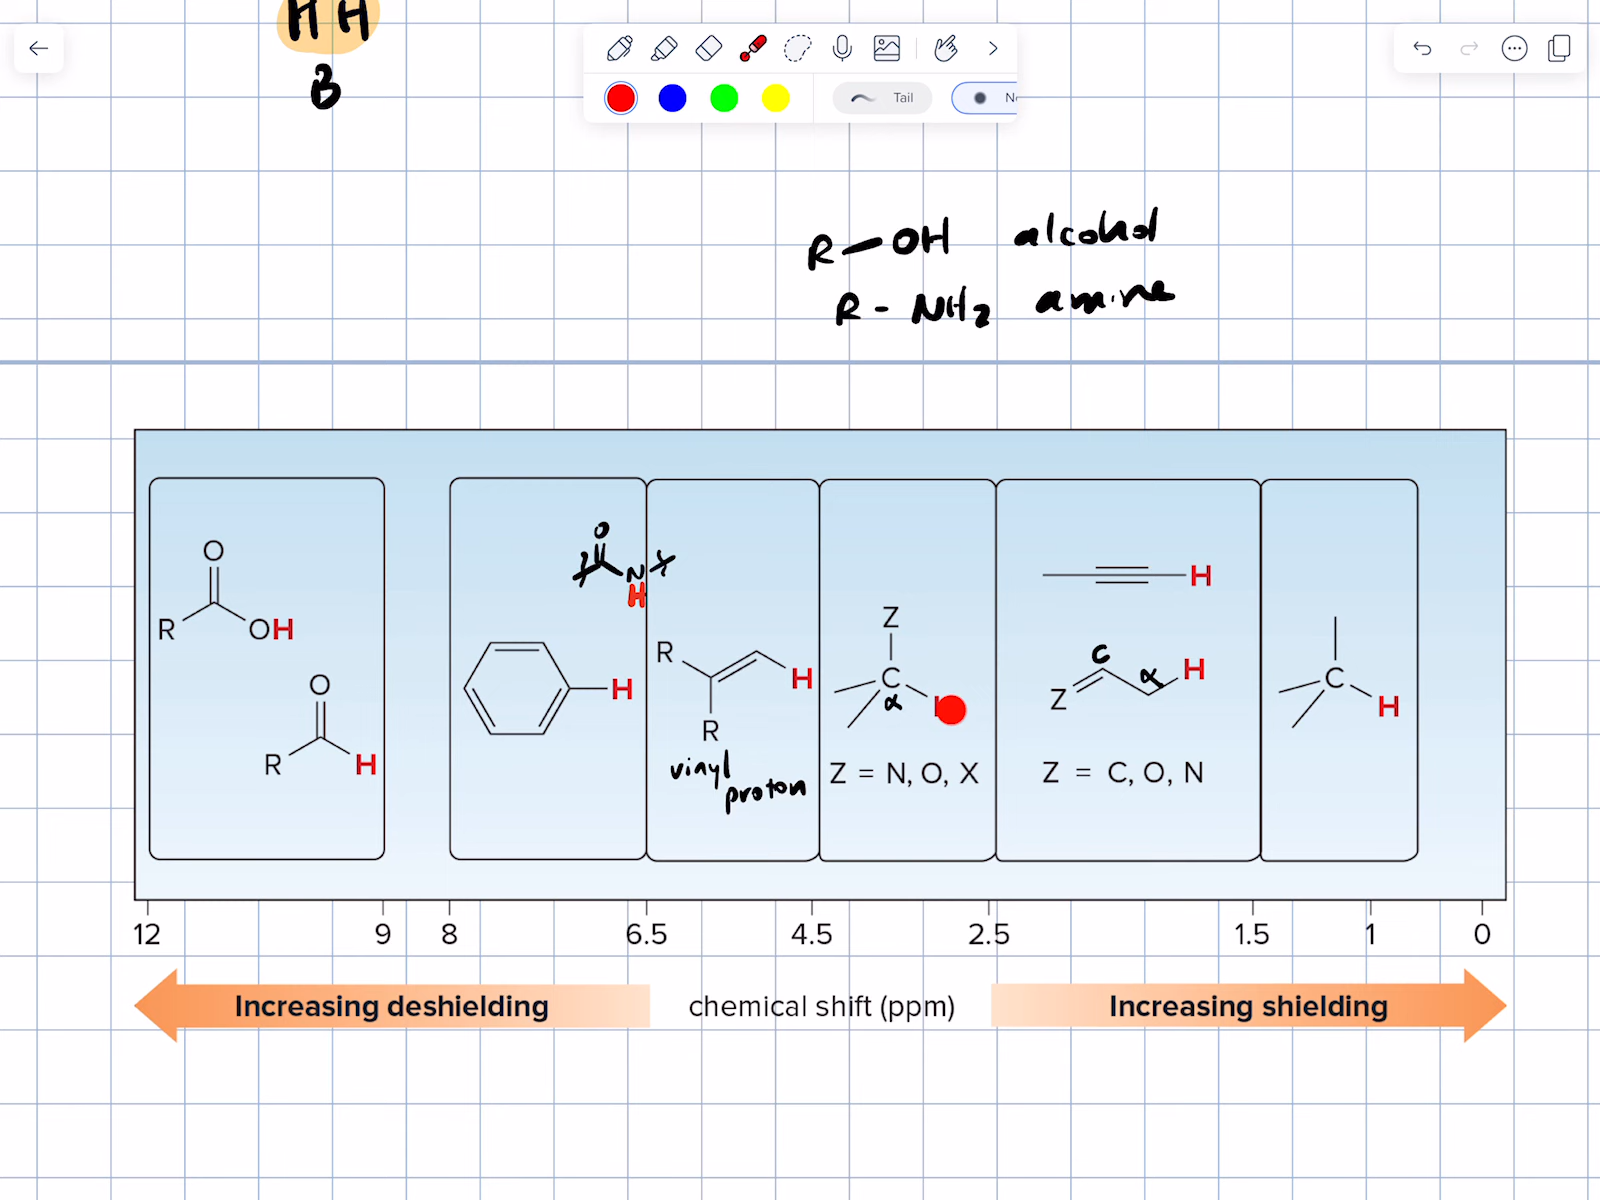 H H
B
Tail
R-OH alcohol
R-NH2 amine
O
R
OH
O
R
H
O
N
H
H
R
H
R
vinyl
proton
Z
C
α
Z = N, O, X
H
C
α
H
Z
Z = C, O, N
C
H
12 9 8 6.5 4.5 2.5 1.5 1 0
Increasing deshielding
chemical shift (ppm)
Increasing shielding